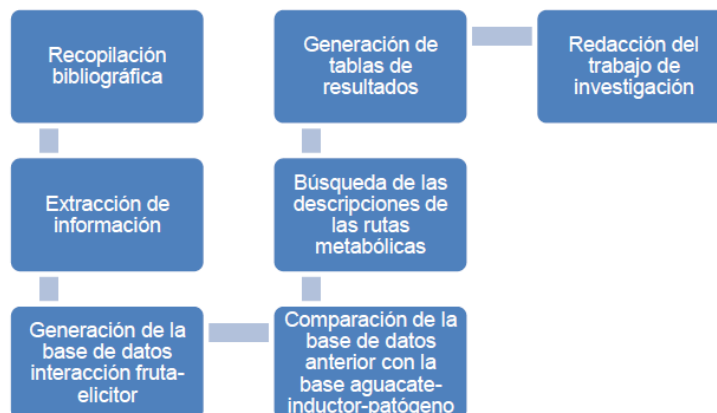 Recopilación
bibliográfica
Extracción de
información
Generación de la
base de datos
interacción fruta-
elicitor
Comparación de la
base de datos
anterior con la
base aguacate-
inductor-patógeno
Búsqueda de las
descripciones de
las rutas
metabólicas
Generación de
tablas de
resultados
Redacción del
trabajo de
investigación